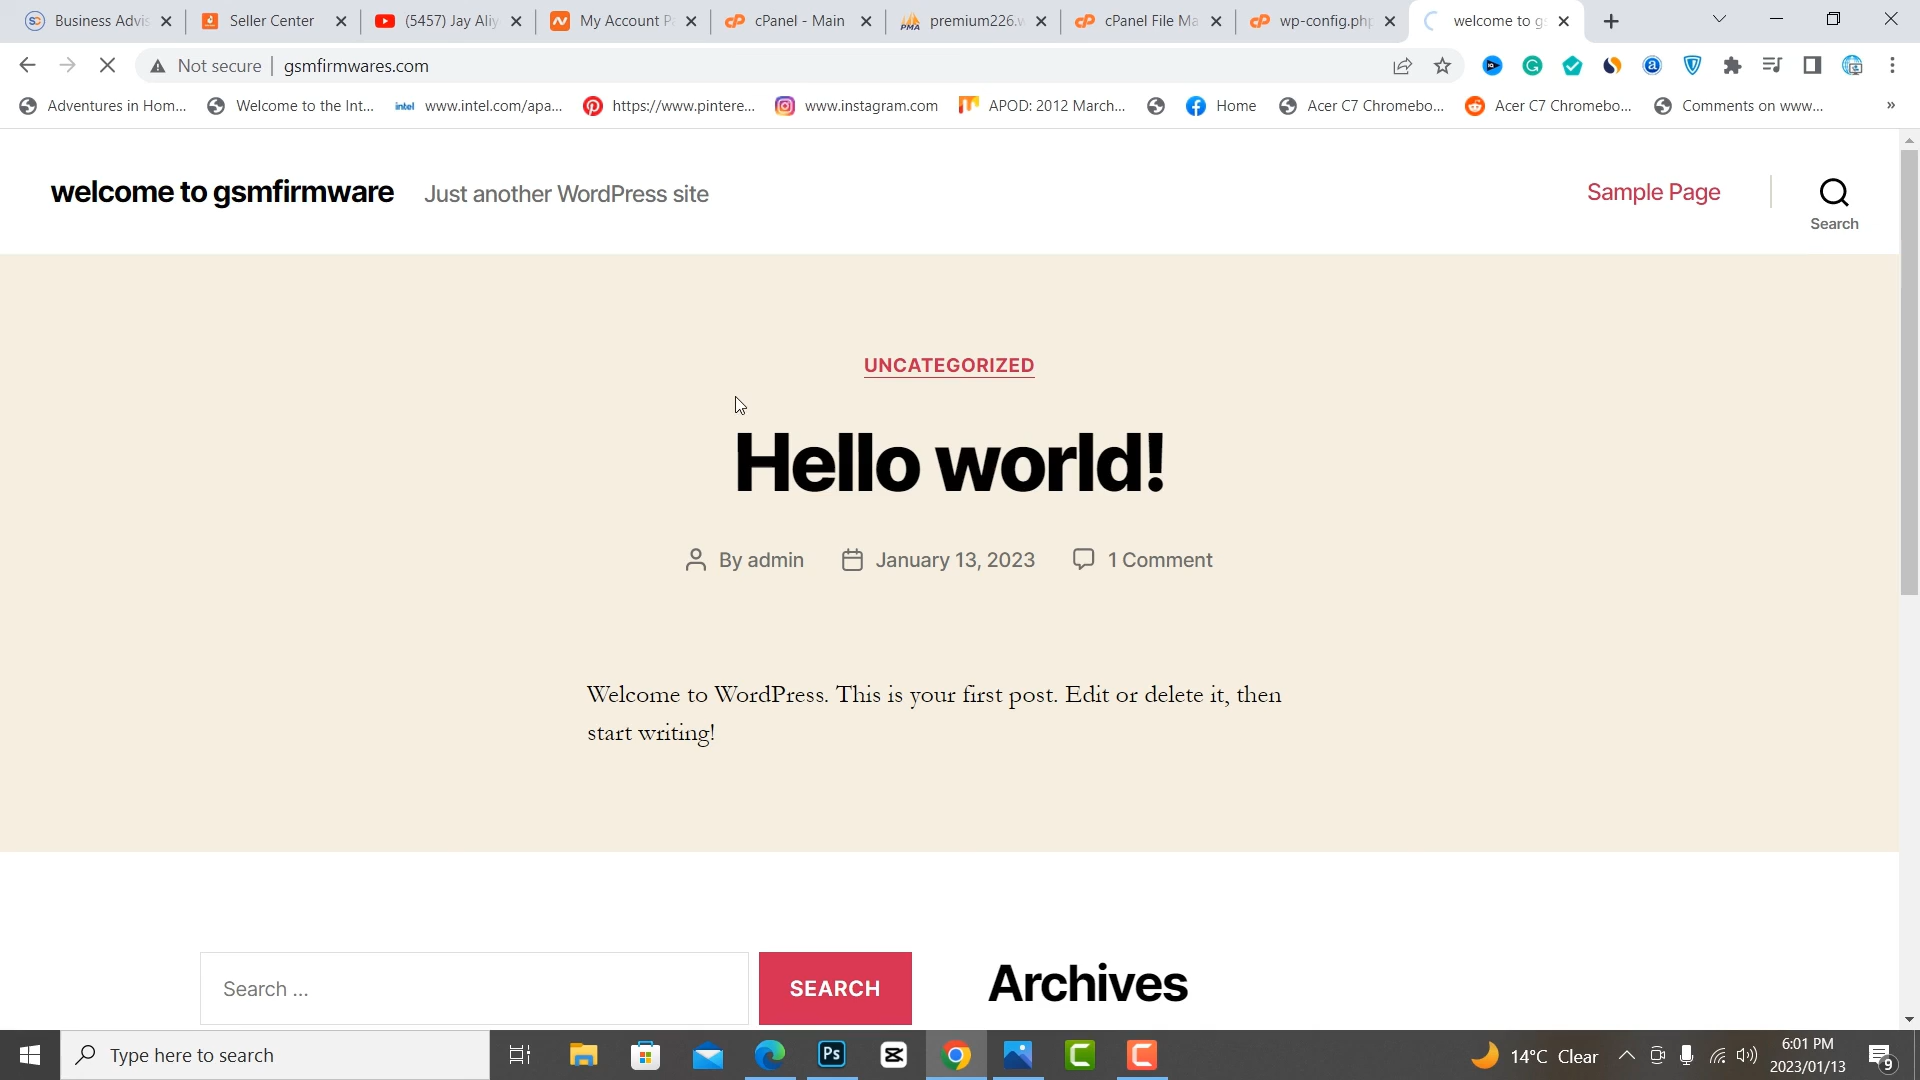 Business Advis
Seller Center
(5457) Jay Aliy
My Account P
cPanel - Main
premium226.w
cPanel File Ma
wp-config.php
welcome to g
Not secure gsmfirmwares.com
Adventures in Hom...
Welcome to the Int...
intel www.intel.com/apa...
https://www.pintere...
www.instagram.com
APOD: 2012 March...
Home
Acer C7 Chromebo...
Acer C7 Chromebo...
Comments on www...
welcome to gsmfirmware
Just another WordPress site
Sample Page
Search
UNCATEGORIZED
Hello world!
By admin
January 13, 2023
1 Comment
Welcome to WordPress. This is your first post. Edit or delete it, then
start writing!
Search ...
SEARCH
Archives
Type here to search
Ps
14°C Clear
6:01 PM
2023/01/13
9